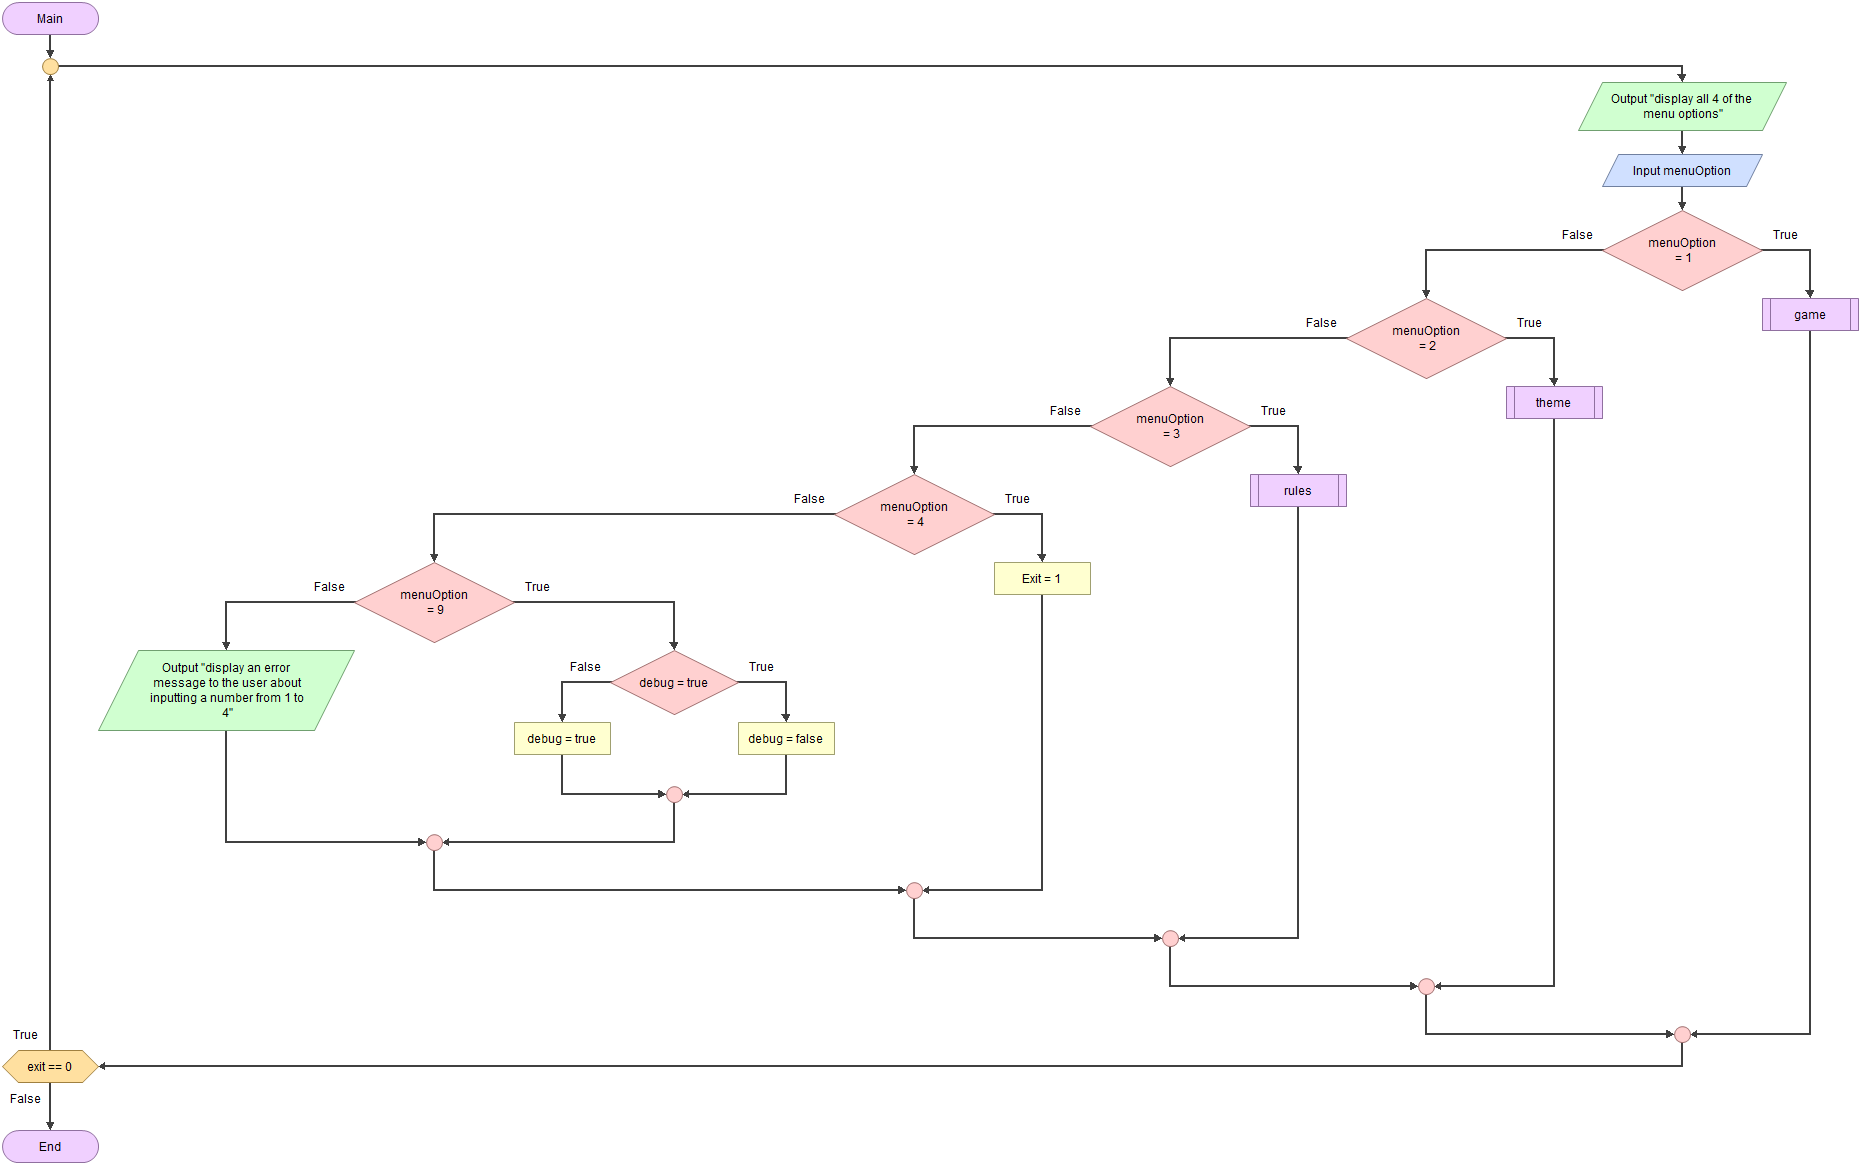 Main
Output "display all 4 of the
menu options"
Input menuOption
False
menuOption
= 1
True
game
False
menuOption
= 2
True
theme
False
menuOption
= 3
True
rules
False
menuOption
= 4
True
Exit = 1
False
menuOption
= 9
True
Output "display an error
message to the user about
inputting a number from 1 to
4"
False
debug = true
True
debug = true
debug = false
True
exit == 0
False
End